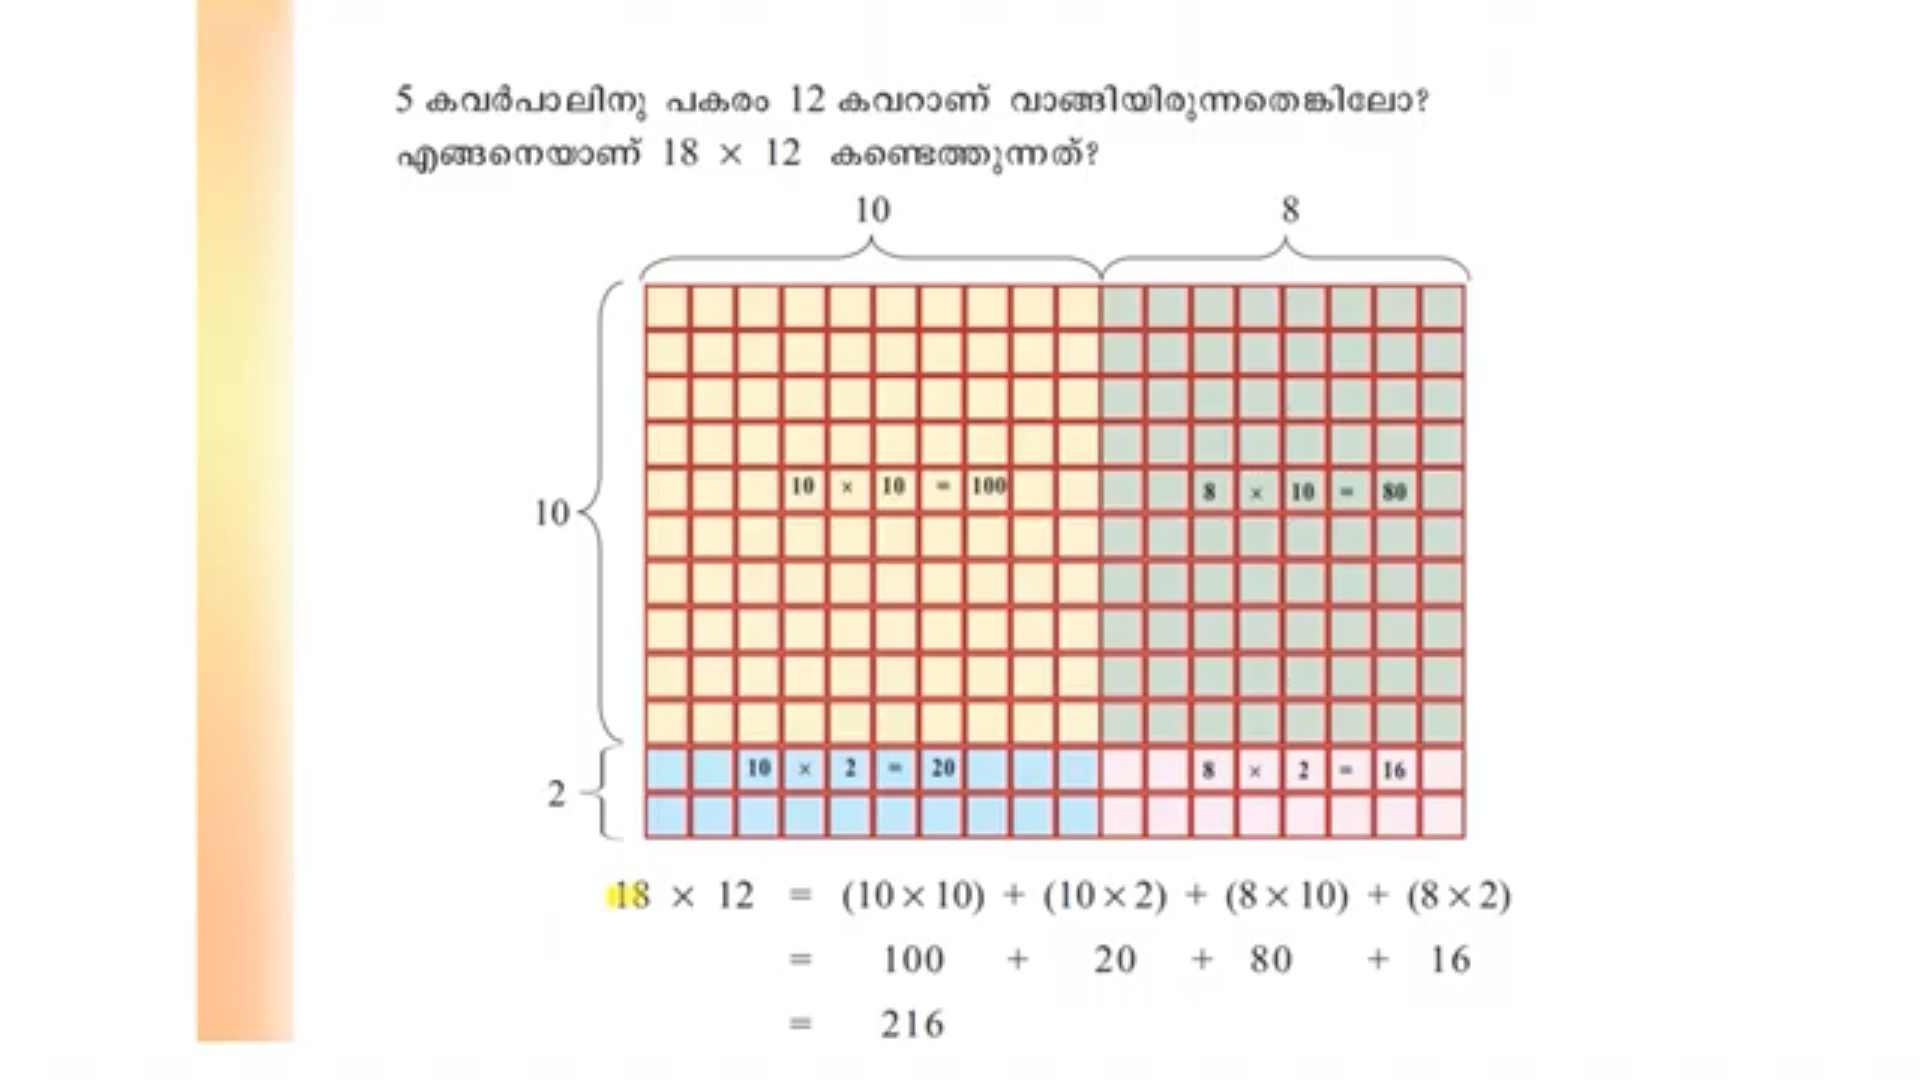 5 കവർപാലിനു പകരം 12 കവറാണ് വാങ്ങിയിരുന്നതെങ്കിലോ?
എങ്ങനെയാണ് 18 × 12 കണ്ടെത്തുന്നത്?
10 8
10
10 × 10 = 100 8 × 10 = 80
2
10 × 2 = 20 8 × 2 = 16
18 × 12 = (10 × 10) + (10 × 2) + (8 × 10) + (8 × 2)
= 100 + 20 + 80 + 16
= 216